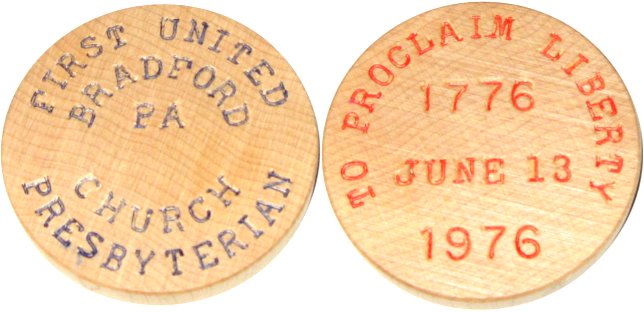 FIRST UNITED
BRADFORD
PA
CHURCH
PRESBYTERIAN
TO PROCLAIM LIBERTY
1776
JUNE 13
1976